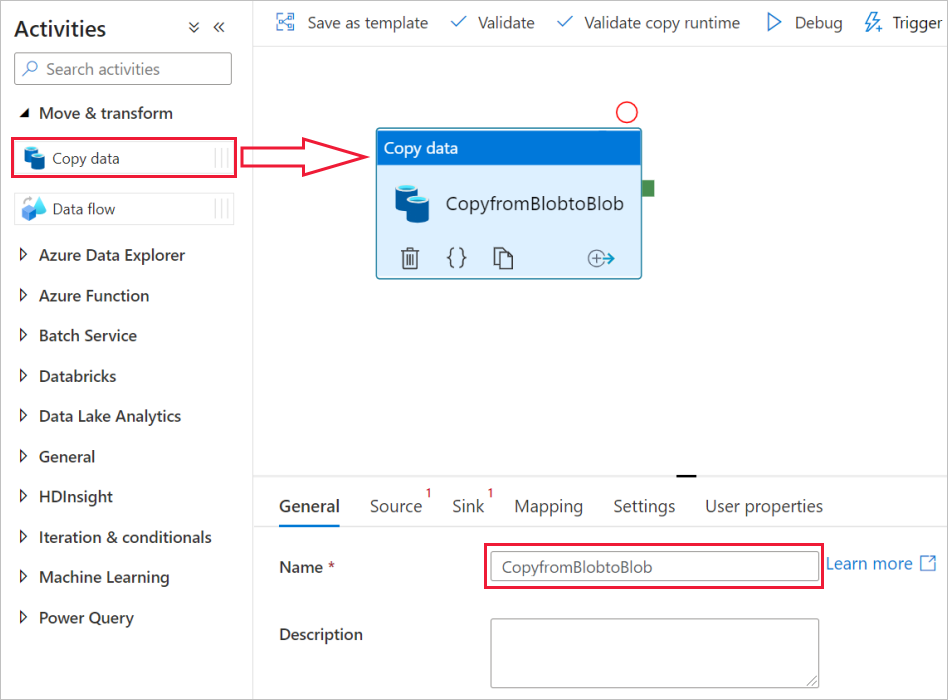 Activities
Search activities
Move & transform
Copy data
Data flow
Azure Data Explorer
Azure Function
Batch Service
Databricks
Data Lake Analytics
General
HDInsight
Iteration & conditionals
Machine Learning
Power Query
Save as template Validate Validate copy runtime Debug Trigger
Copy data
CopyfromBlobtoBlob
{}
General Source 1 Sink 1 Mapping Settings User properties
Name * CopyfromBlobtoBlob Learn more
Description